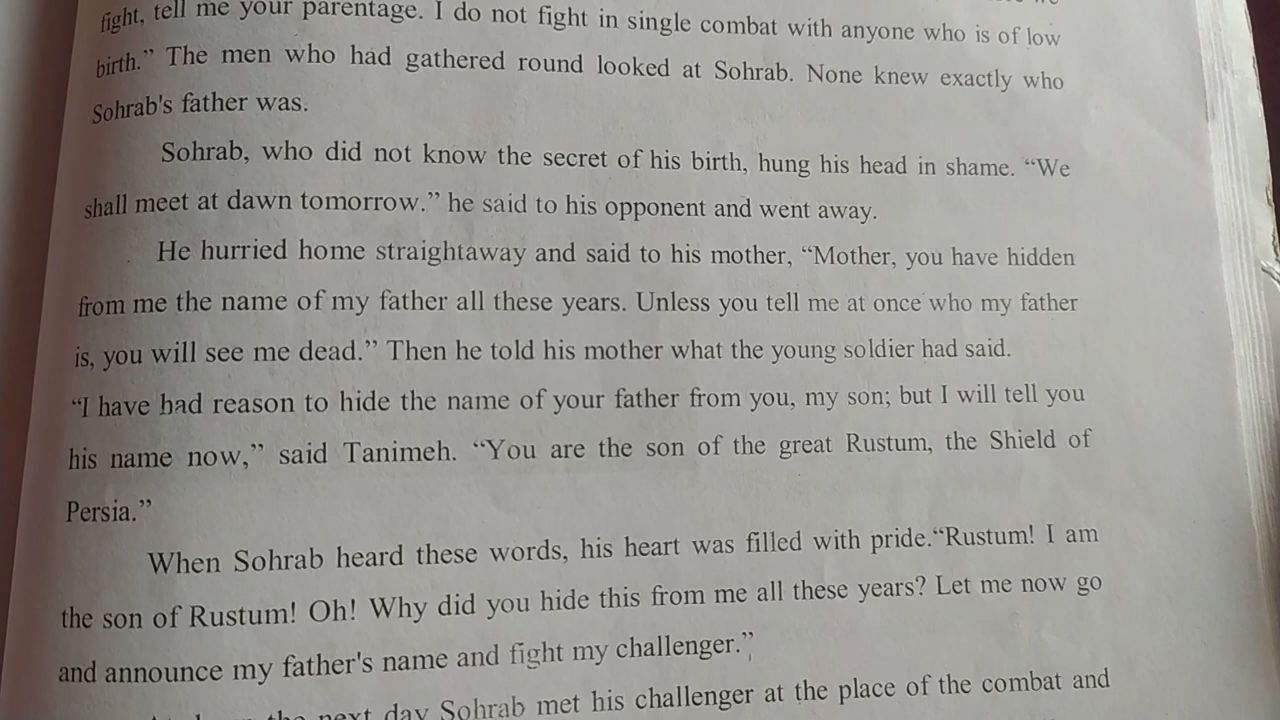 fight, tell me your parentage. I do not fight in single combat with anyone who is of low
birth.” The men who had gathered round looked at Sohrab. None knew exactly who
Sohrab's father was.
Sohrab, who did not know the secret of his birth, hung his head in shame. “We
shall meet at dawn tomorrow.” he said to his opponent and went away.
He hurried home straightaway and said to his mother, “Mother, you have hidden
from me the name of my father all these years. Unless you tell me at once who my father
is, you will see me dead.” Then he told his mother what the young soldier had said.
“I have had reason to hide the name of your father from you, my son; but I will tell you
his name now,” said Tanimeh. “You are the son of the great Rustum, the Shield of
Persia.”
When Sohrab heard these words, his heart was filled with pride.“Rustum! I am
the son of Rustum! Oh! Why did you hide this from me all these years? Let me now go
and announce my father's name and fight my challenger.”
the next day Sohrab met his challenger at the place of the combat and